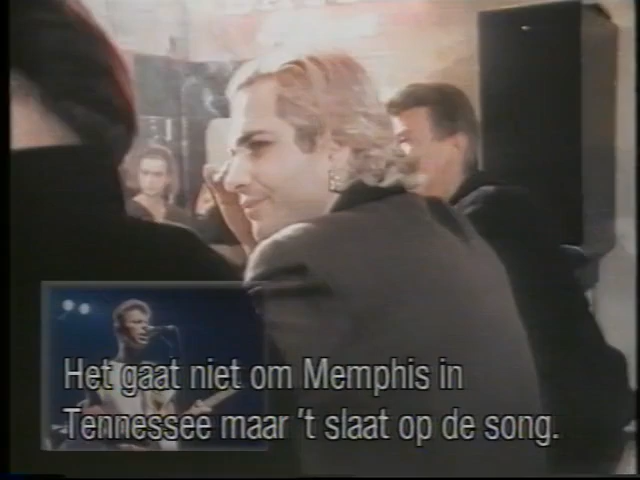 Het gaat niet om Memphis in
Tennessee maar 't slaat op de song.